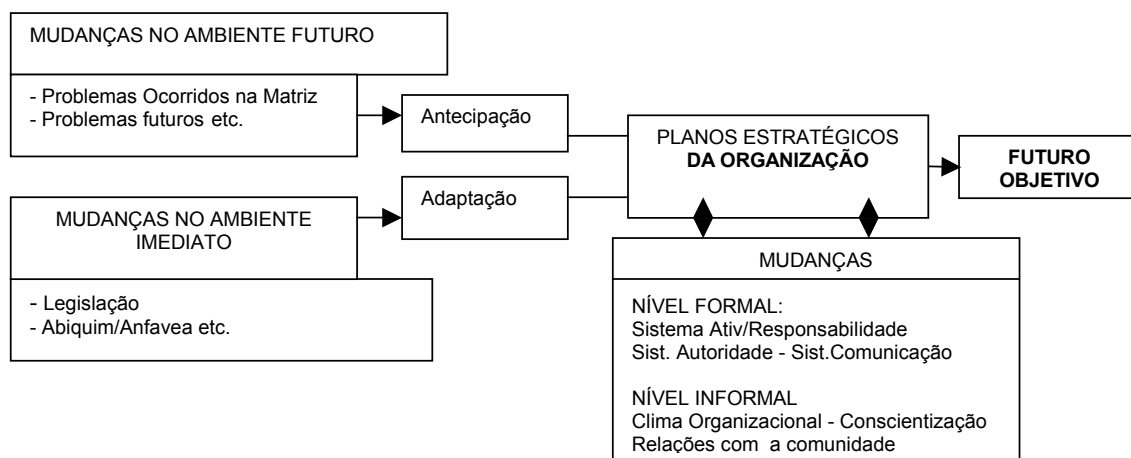 MUDANÇAS NO AMBIENTE FUTURO
- Problemas Ocorridos na Matriz
- Problemas futuros etc.
Antecipação
MUDANÇAS NO AMBIENTE
IMEDIATO
- Legislação
- Abiquim/Anfavea etc.
Adaptação
PLANOS ESTRATÉGICOS
DA ORGANIZAÇÃO
FUTURO
OBJETIVO
MUDANÇAS
NÍVEL FORMAL:
Sistema Ativ/Responsabilidade
Sist. Autoridade - Sist.Comunicação
NÍVEL INFORMAL
Clima Organizacional - Conscientização
Relações com a comunidade